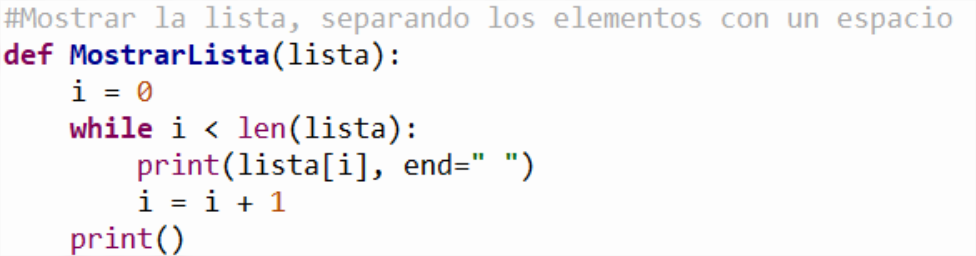 #Mostrar la lista, separando los elementos con un espacio
def MostrarLista(lista):
    i = 0
    while i < len(lista):
        print(lista[i], end=" ")
        i = i + 1
    print()